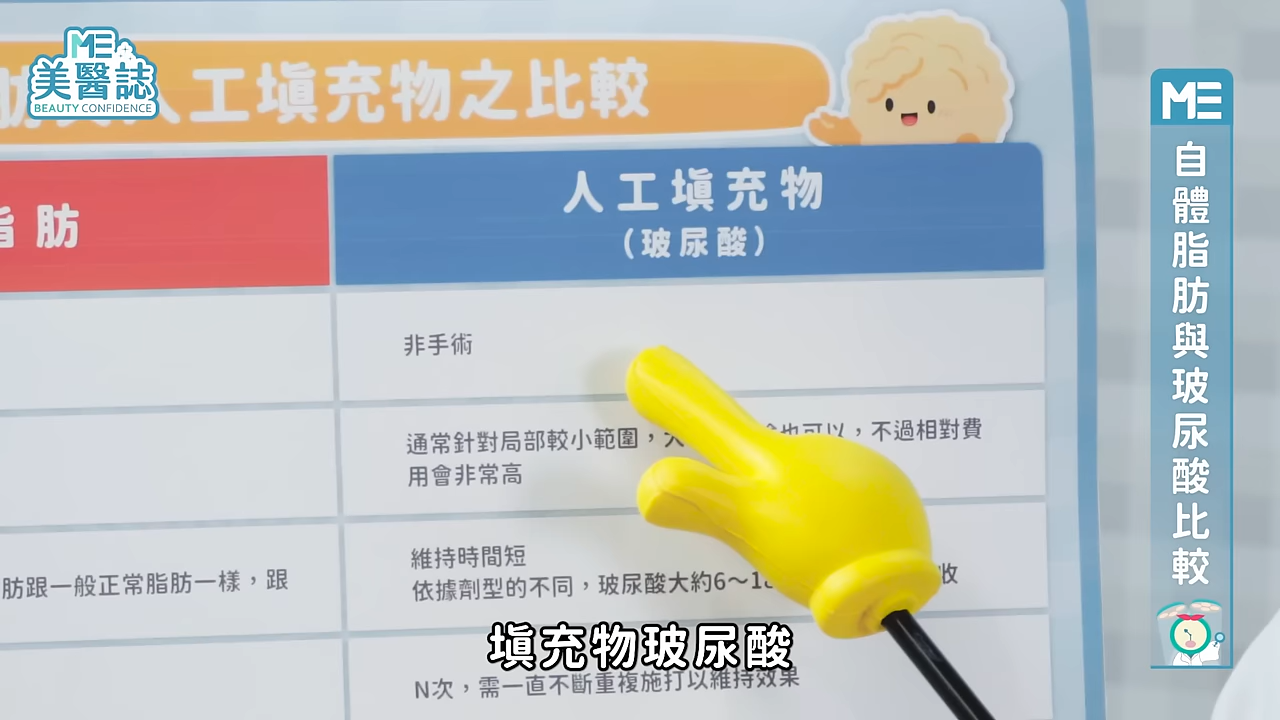 ME
美醫誌
BEAUTY CONFIDENCE
人工填充物之比較
脂肪
人工填充物
(玻尿酸)
非手術
通常針對局部較小範圍，大 也可以，不過相對費
用會非常高
肪跟一般正常脂肪一樣，跟
維持時間短
依據劑型的不同，玻尿酸大約6～18 收
N次，需一直不斷重複施打以維持效果
填充物玻尿酸
ME
自體脂肪與玻尿酸比較